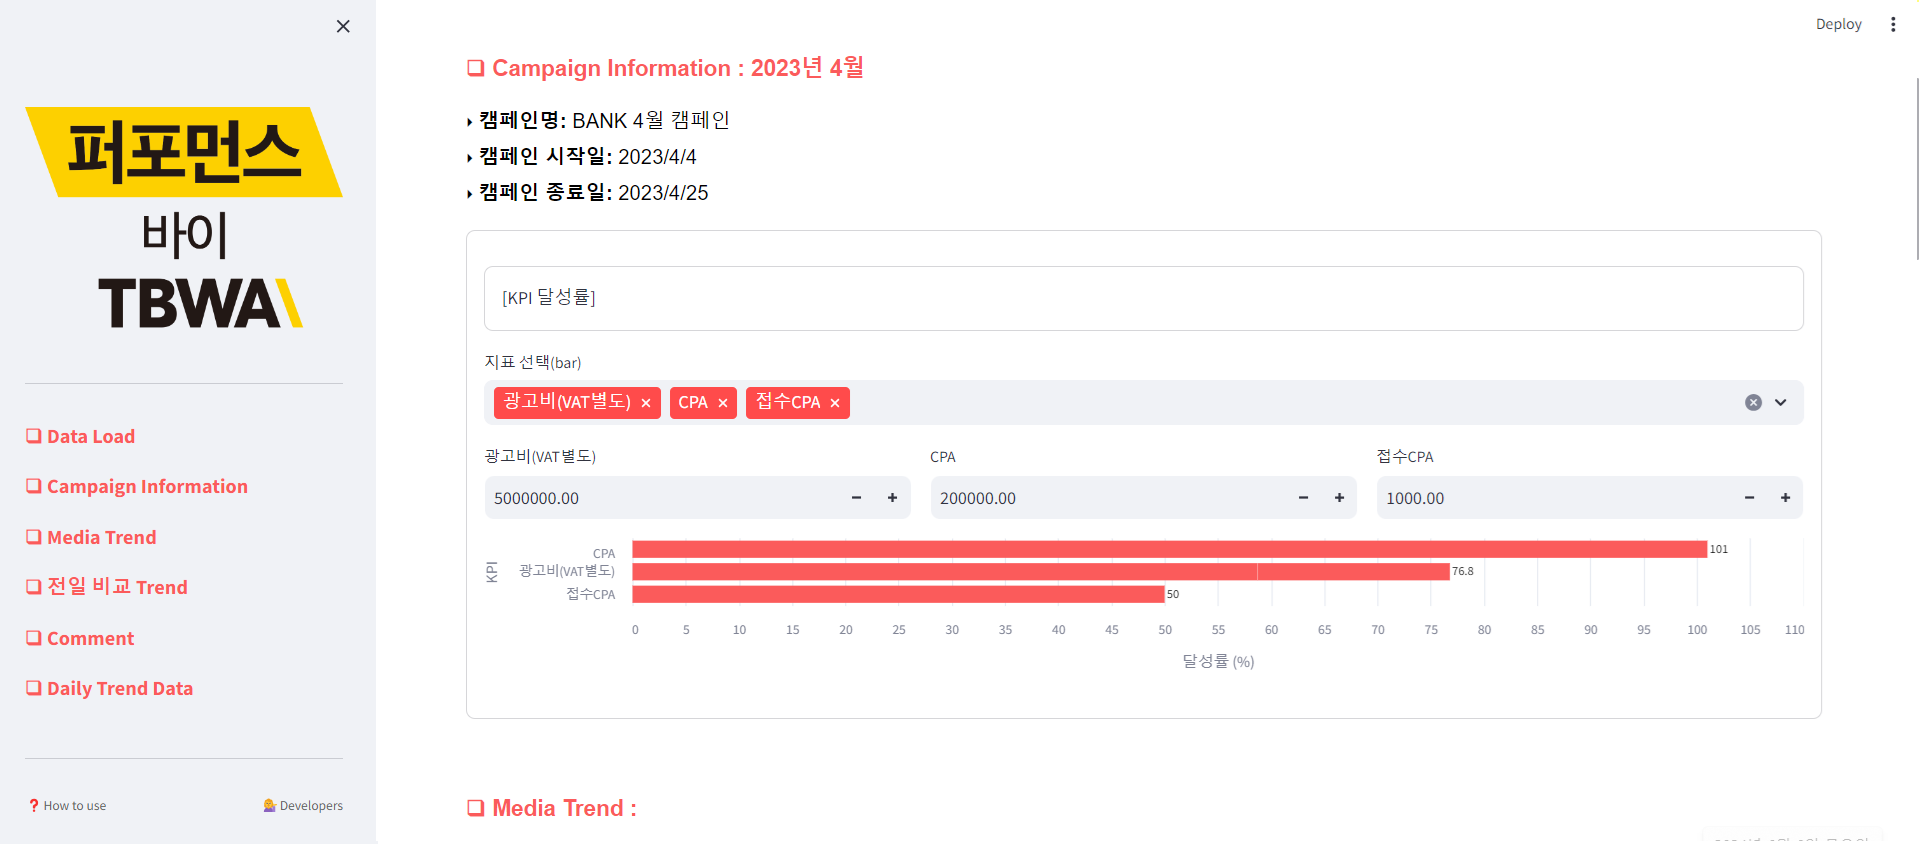 Deploy
퍼포먼스
바이
TBWA\
❏ Data Load
❏ Campaign Information
❏ Media Trend
❏ 전일 비교 Trend
❏ Comment
❏ Daily Trend Data
❓ How to use
💁 Developers
❏ Campaign Information : 2023년 4월
‣ 캠페인명: BANK 4월 캠페인
‣ 캠페인 시작일: 2023/4/4
‣ 캠페인 종료일: 2023/4/25
[KPI 달성률]
지표 선택(bar)
광고비(VAT별도) CPA 접수CPA
광고비(VAT별도) CPA 접수CPA
5000000.00 200000.00 1000.00
KPI
CPA 101
광고비(VAT별도) 76.8
접수CPA 50
0 5 10 15 20 25 30 35 40 45 50 55 60 65 70 75 80 85 90 95 100 105 110
달성률 (%)
❏ Media Trend :